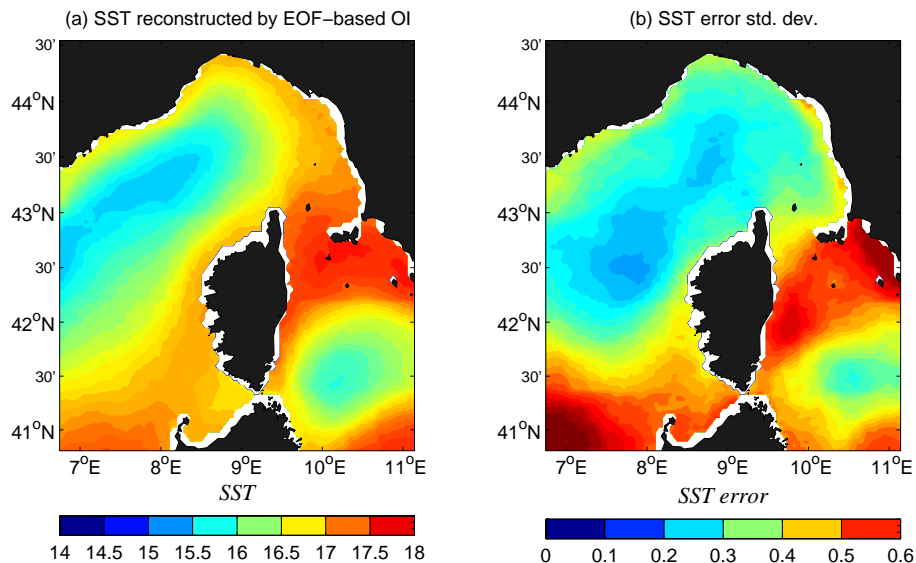 (a) SST reconstructed by EOF−based OI
30'
44°N
30'
43°N
30'
42°N
30'
41°N
7°E
8°E
9°E
10°E
11°E
SST
14 14.5 15 15.5 16 16.5 17 17.5 18
(b) SST error std. dev.
30'
44°N
30'
43°N
30'
42°N
30'
41°N
7°E
8°E
9°E
10°E
11°E
SST error
0 0.1 0.2 0.3 0.4 0.5 0.6